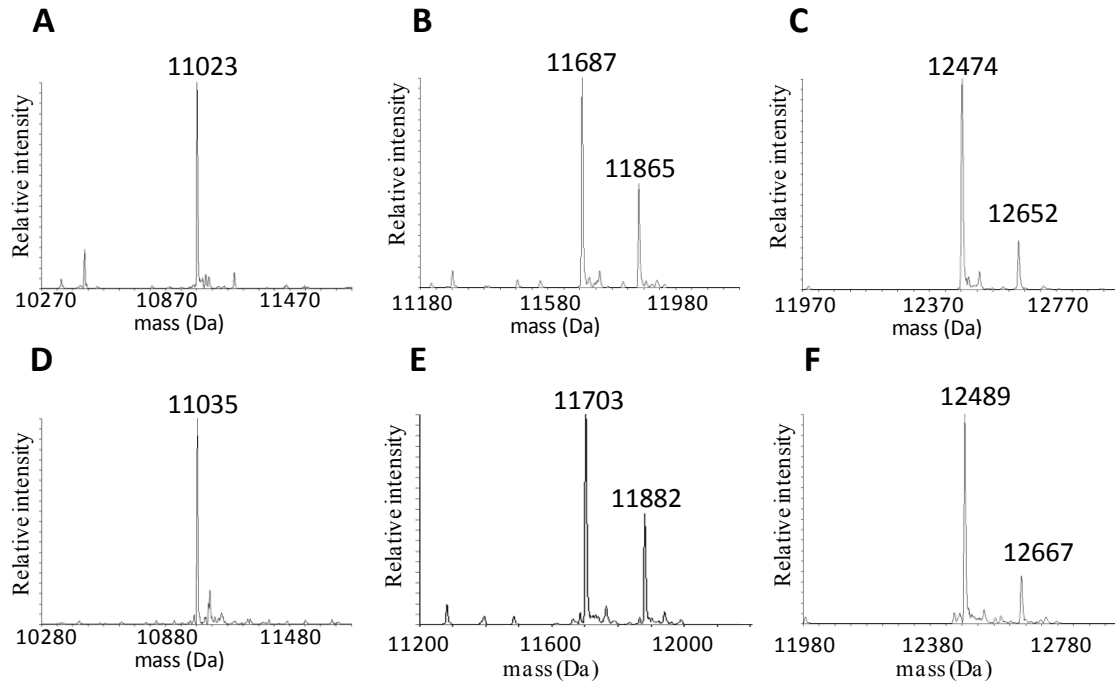 A
11023
Relative intensity
10270 10870 11470
mass (Da)
B
11687
11865
Relative intensity
11180 11580 11980
mass (Da)
C
12474
12652
Relative intensity
11970 12370 12770
mass (Da)
D
11035
Relative intensity
10280 10880 11480
mass (Da)
E
11703
11882
Relative intensity
11200 11600 12000
mass (Da)
F
12489
12667
Relative intensity
11980 12380 12780
mass (Da)